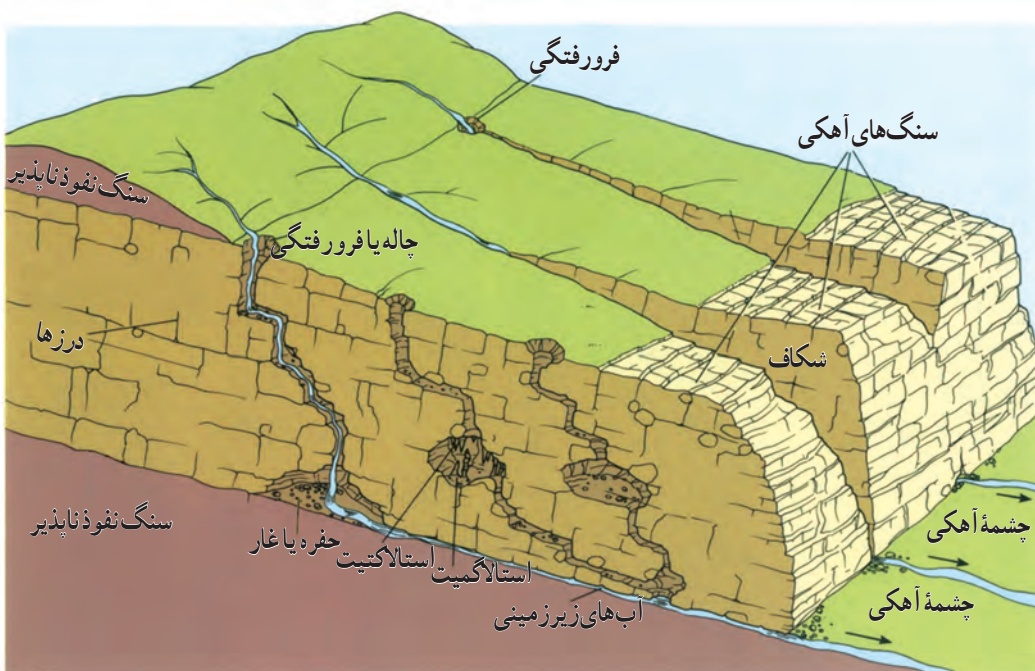 فرورفتگی
سنگ‌های آهکی
سنگ نفوذناپذیر
چاله یا فرورفتگی
درزها
شکاف
سنگ نفوذناپذیر
حفره یا غار
استالاکتیت
استالاگمیت
آب‌های زیرزمینی
چشمهٔ آهکی
چشمهٔ آهکی